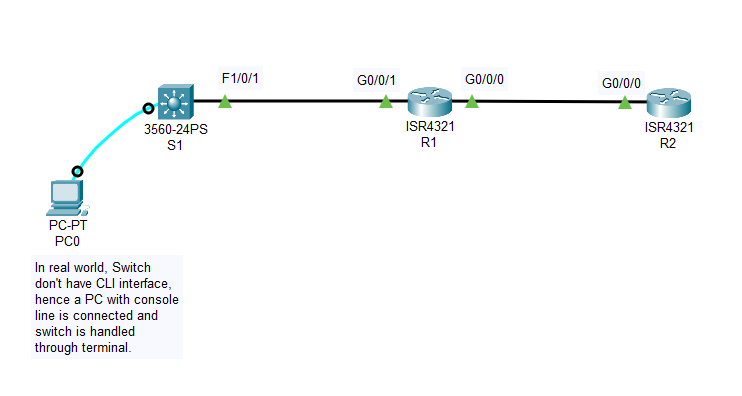 F1/0/1
G0/0/1
G0/0/0
G0/0/0
3560-24PS
S1
ISR4321
R1
ISR4321
R2
PC-PT
PC0
In real world, Switch
don't have CLI interface,
hence a PC with console
line is connected and
switch is handled
through terminal.